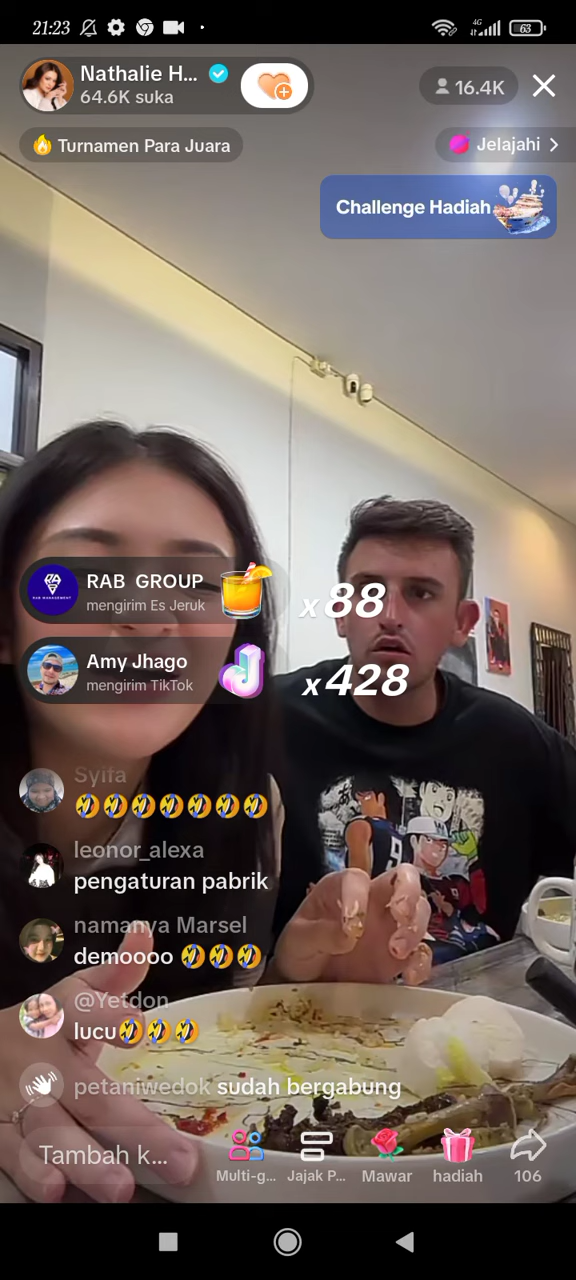 21:23
4G
63
Nathalie H...
64.6K suka
16.4K
Turnamen Para Juara
Jelajahi
Challenge Hadiah
RAB GROUP
mengirim Es Jeruk
x88
Amy Jhago
mengirim TikTok
x428
Syifa
🤣🤣🤣🤣🤣🤣🤣
leonor_alexa
pengaturan pabrik
namanya Marsel
demoooo 🤣🤣🤣
@Yetdon
lucu🤣🤣🤣
petaniwedok sudah bergabung
Tambah k...
Multi-g...
Jajak P...
Mawar
hadiah
106